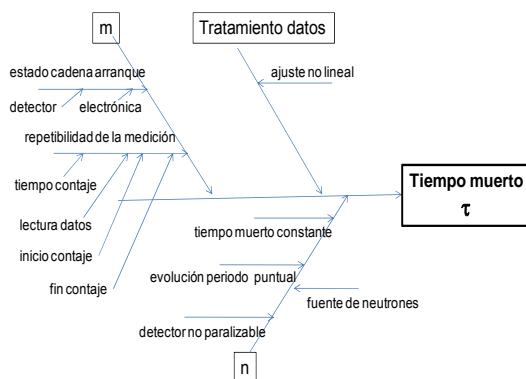 m
Tratamiento datos
estado cadena arranque
ajuste no lineal
detector
electrónica
repetibilidad de la medición
tiempo contaje
lectura datos
inicio contaje
fin contaje
Tiempo muerto
τ
tiempo muerto constante
evolución periodo puntual
fuente de neutrones
detector no paralizable
n